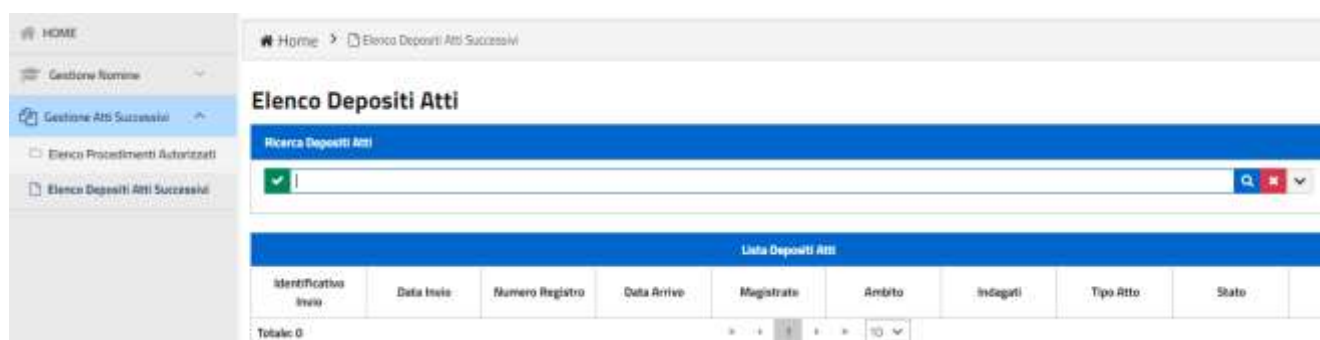 HOME
Home > Elenco Depositi Atti Successivi
Gestione Nomine
Elenco Depositi Atti
Gestione Atti Successivi
Ricerca Depositi Atti
Elenco Procedimenti Autorizzati
Elenco Depositi Atti Successivi
Lista Depositi Atti
Identificativo Invio Data Invio Numero Registro Data Arrivo Magistrato Ambito Indagati Tipo Atto Stato
Totale: 0 1 10